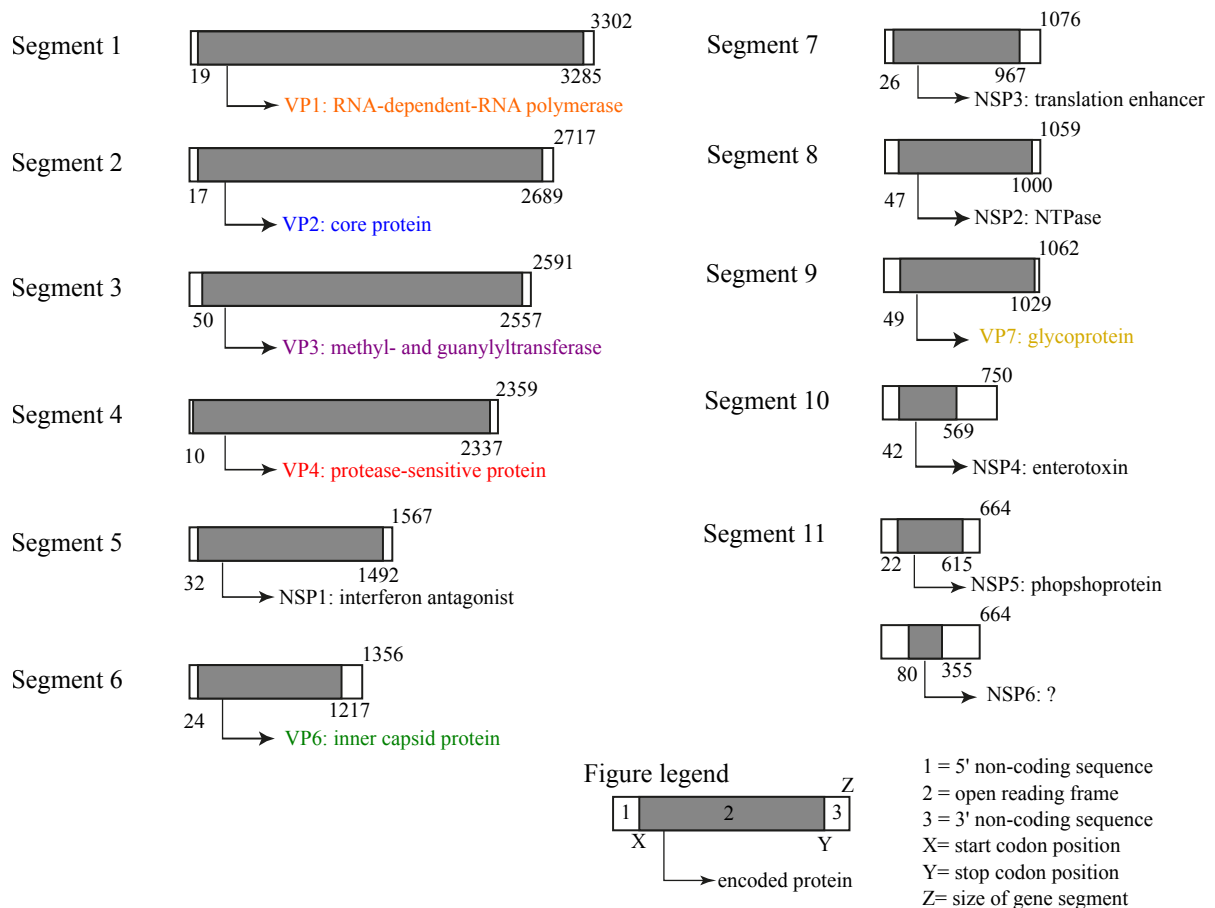 Segment 1
3302
19
3285
VP1: RNA-dependent-RNA polymerase
Segment 2
2717
17
2689
VP2: core protein
Segment 3
2591
50
2557
VP3: methyl- and guanylyltransferase
Segment 4
2359
10
2337
VP4: protease-sensitive protein
Segment 5
1567
32
1492
NSP1: interferon antagonist
Segment 6
1356
24
1217
VP6: inner capsid protein
Segment 7
1076
26
967
NSP3: translation enhancer
Segment 8
1059
47
1000
NSP2: NTPase
Segment 9
1062
49
1029
VP7: glycoprotein
Segment 10
750
42
569
NSP4: enterotoxin
Segment 11
664
22
615
NSP5: phopshoprotein
664
80
355
NSP6: ?
Figure legend
Z
1
2
3
X
Y
encoded protein
1 = 5' non-coding sequence
2 = open reading frame
3 = 3' non-coding sequence
X= start codon position
Y= stop codon position
Z= size of gene segment